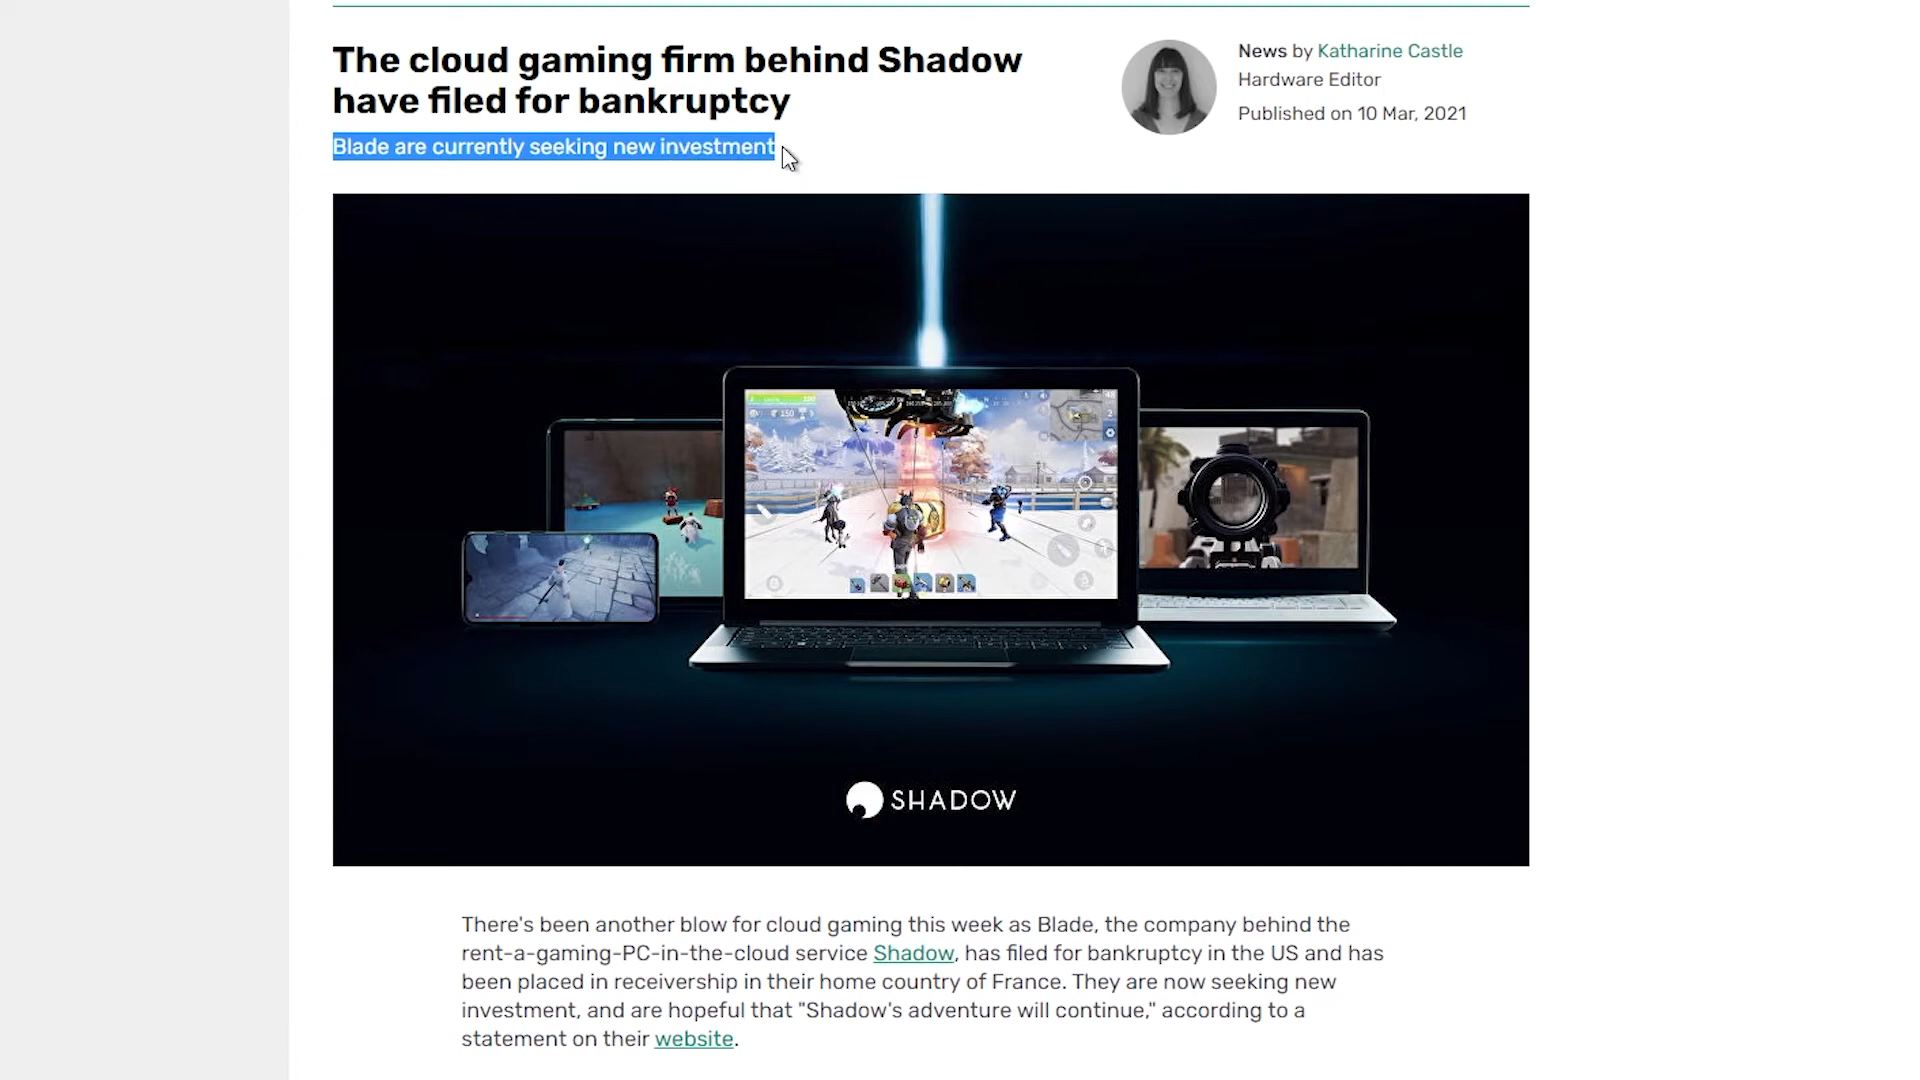 The cloud gaming firm behind Shadow
have filed for bankruptcy
Blade are currently seeking new investment
News by Katharine Castle
Hardware Editor
Published on 10 Mar, 2021
150
SHADOW
There's been another blow for cloud gaming this week as Blade, the company behind the
rent-a-gaming-PC-in-the-cloud service Shadow, has filed for bankruptcy in the US and has
been placed in receivership in their home country of France. They are now seeking new
investment, and are hopeful that "Shadow's adventure will continue," according to a
statement on their website.